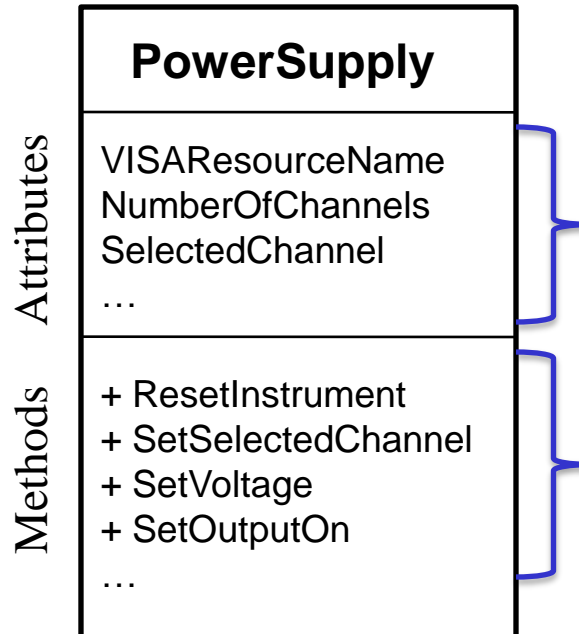 PowerSupply
Attributes
VISAResourceName
NumberOfChannels
SelectedChannel
…
Methods
+ ResetInstrument
+ SetSelectedChannel
+ SetVoltage
+ SetOutputOn
…